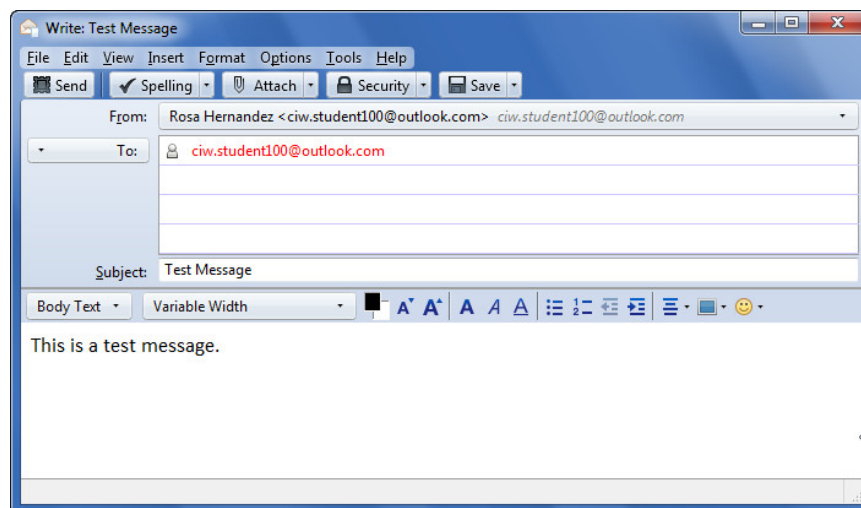 Write: Test Message
File Edit View Insert Format Options Tools Help
Send Spelling Attach Security Save
From: Rosa Hernandez <ciw.student100@outlook.com> ciw.student100@outlook.com
To: ciw.student100@outlook.com
Subject: Test Message
Body Text Variable Width
This is a test message.